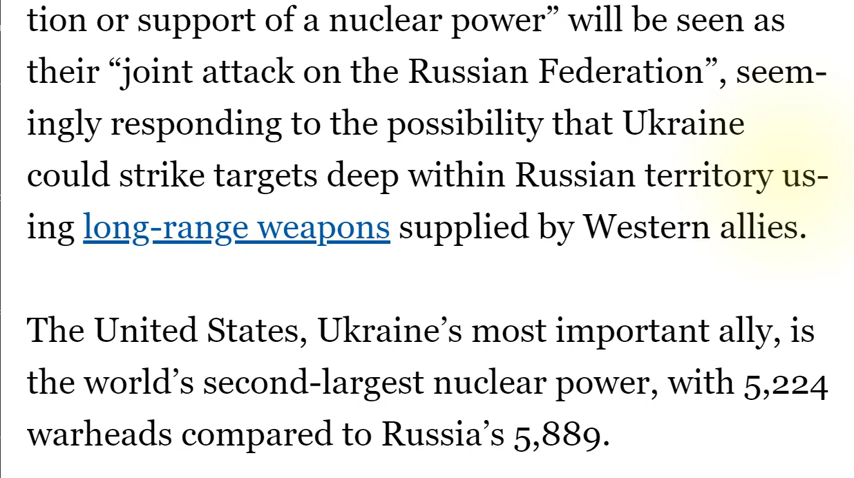 tion or support of a nuclear power” will be seen as
their “joint attack on the Russian Federation”, seem-
ingly responding to the possibility that Ukraine
could strike targets deep within Russian territory us-
ing long-range weapons supplied by Western allies.
The United States, Ukraine’s most important ally, is
the world’s second-largest nuclear power, with 5,224
warheads compared to Russia’s 5,889.